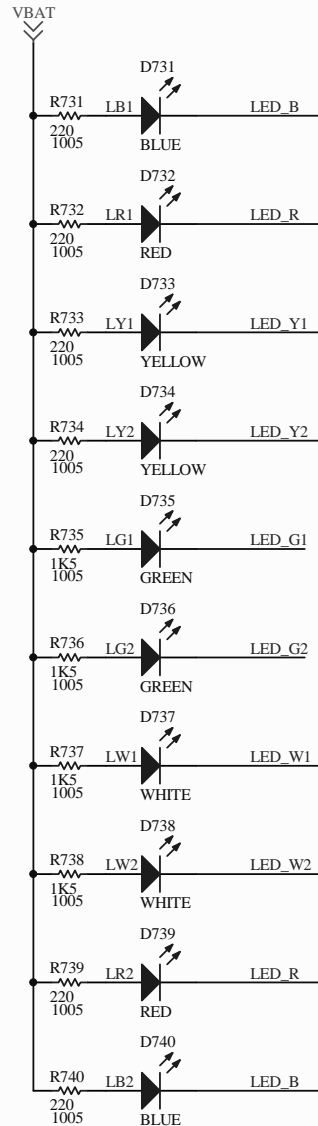 VBAT
D731
R731 LB1 LED_B
220
1005 BLUE
D732
R732 LR1 LED_R
220
1005 RED
D733
R733 LY1 LED_Y1
220
1005 YELLOW
D734
R734 LY2 LED_Y2
220
1005 YELLOW
D735
R735 LG1 LED_G1
1K5
1005 GREEN
D736
R736 LG2 LED_G2
1K5
1005 GREEN
D737
R737 LW1 LED_W1
1K5
1005 WHITE
D738
R738 LW2 LED_W2
1K5
1005 WHITE
D739
R739 LR2 LED_R
220
1005 RED
D740
R740 LB2 LED_B
220
1005 BLUE